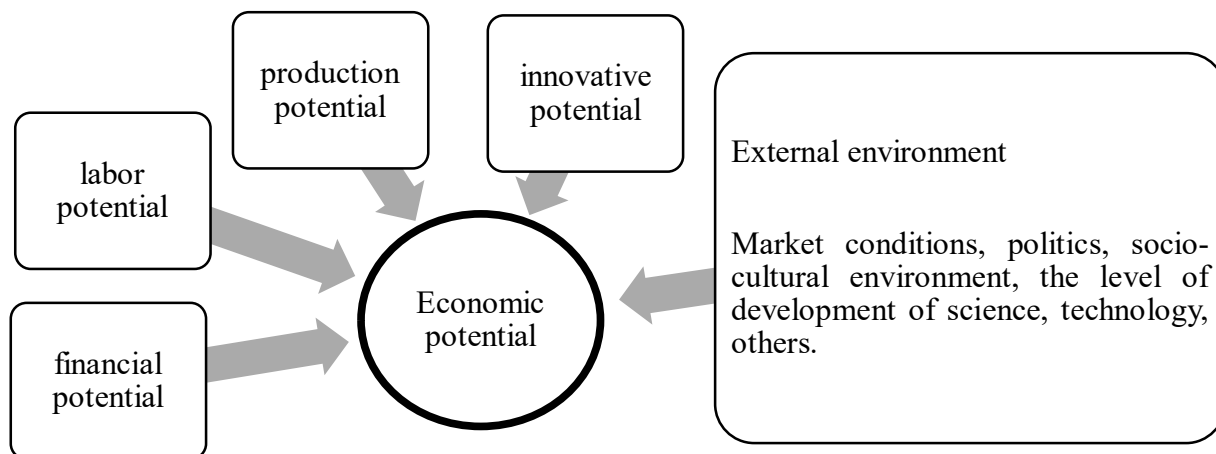 production
potential
innovative
potential
labor
potential
financial
potential
Economic
potential
External environment
Market conditions, politics, socio-
cultural environment, the level of
development of science, technology,
others.